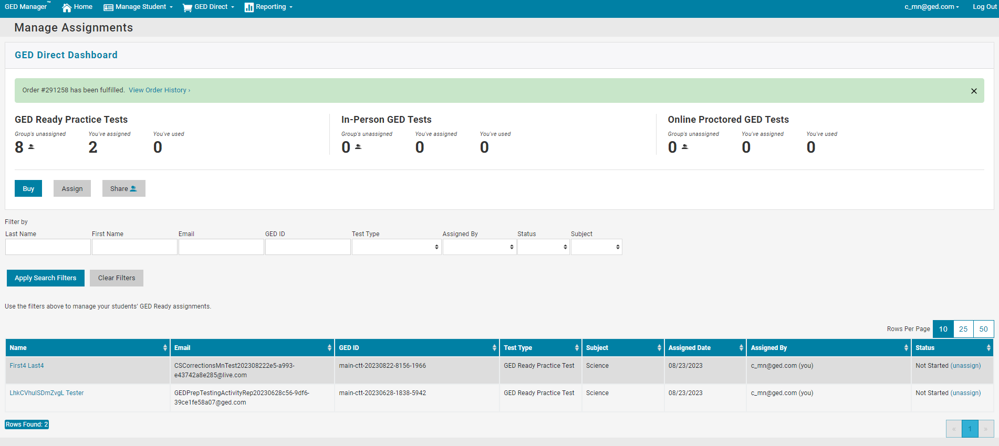 GED Manager™ Home Manage Student GED Direct Reporting c_mn@ged.com Log Out
Manage Assignments
GED Direct Dashboard
Order #291258 has been fulfilled. View Order History ›
GED Ready Practice Tests In-Person GED Tests Online Proctored GED Tests
Group's unassigned You've assigned You've used Group's unassigned You've assigned You've used Group's unassigned You've assigned You've used
8 2 0 0 0 0 0 0 0
Buy Assign Share
Filter by
Last Name First Name Email GED ID Test Type Assigned By Status Subject
Apply Search Filters Clear Filters
Use the filters above to manage your students' GED Ready assignments.
Rows Per Page 10 25 50
Name Email GED ID Test Type Subject Assigned Date Assigned By Status
First4 Last4 CSCorrectionsMnTest202308222e5-a993- main-ctt-20230822-8156-1966 GED Ready Practice Test Science 08/23/2023 c_mn@ged.com (you) Not Started (unassign)
e43742a8e285@live.com
LhkCVhuISDmZvgL Tester GEDPrepTestingActivityRep20230628c56-9df6- main-ctt-20230628-1838-5942 GED Ready Practice Test Science 08/23/2023 c_mn@ged.com (you) Not Started (unassign)
39ce1fe58a07@ged.com
Rows Found: 2
« 1 »